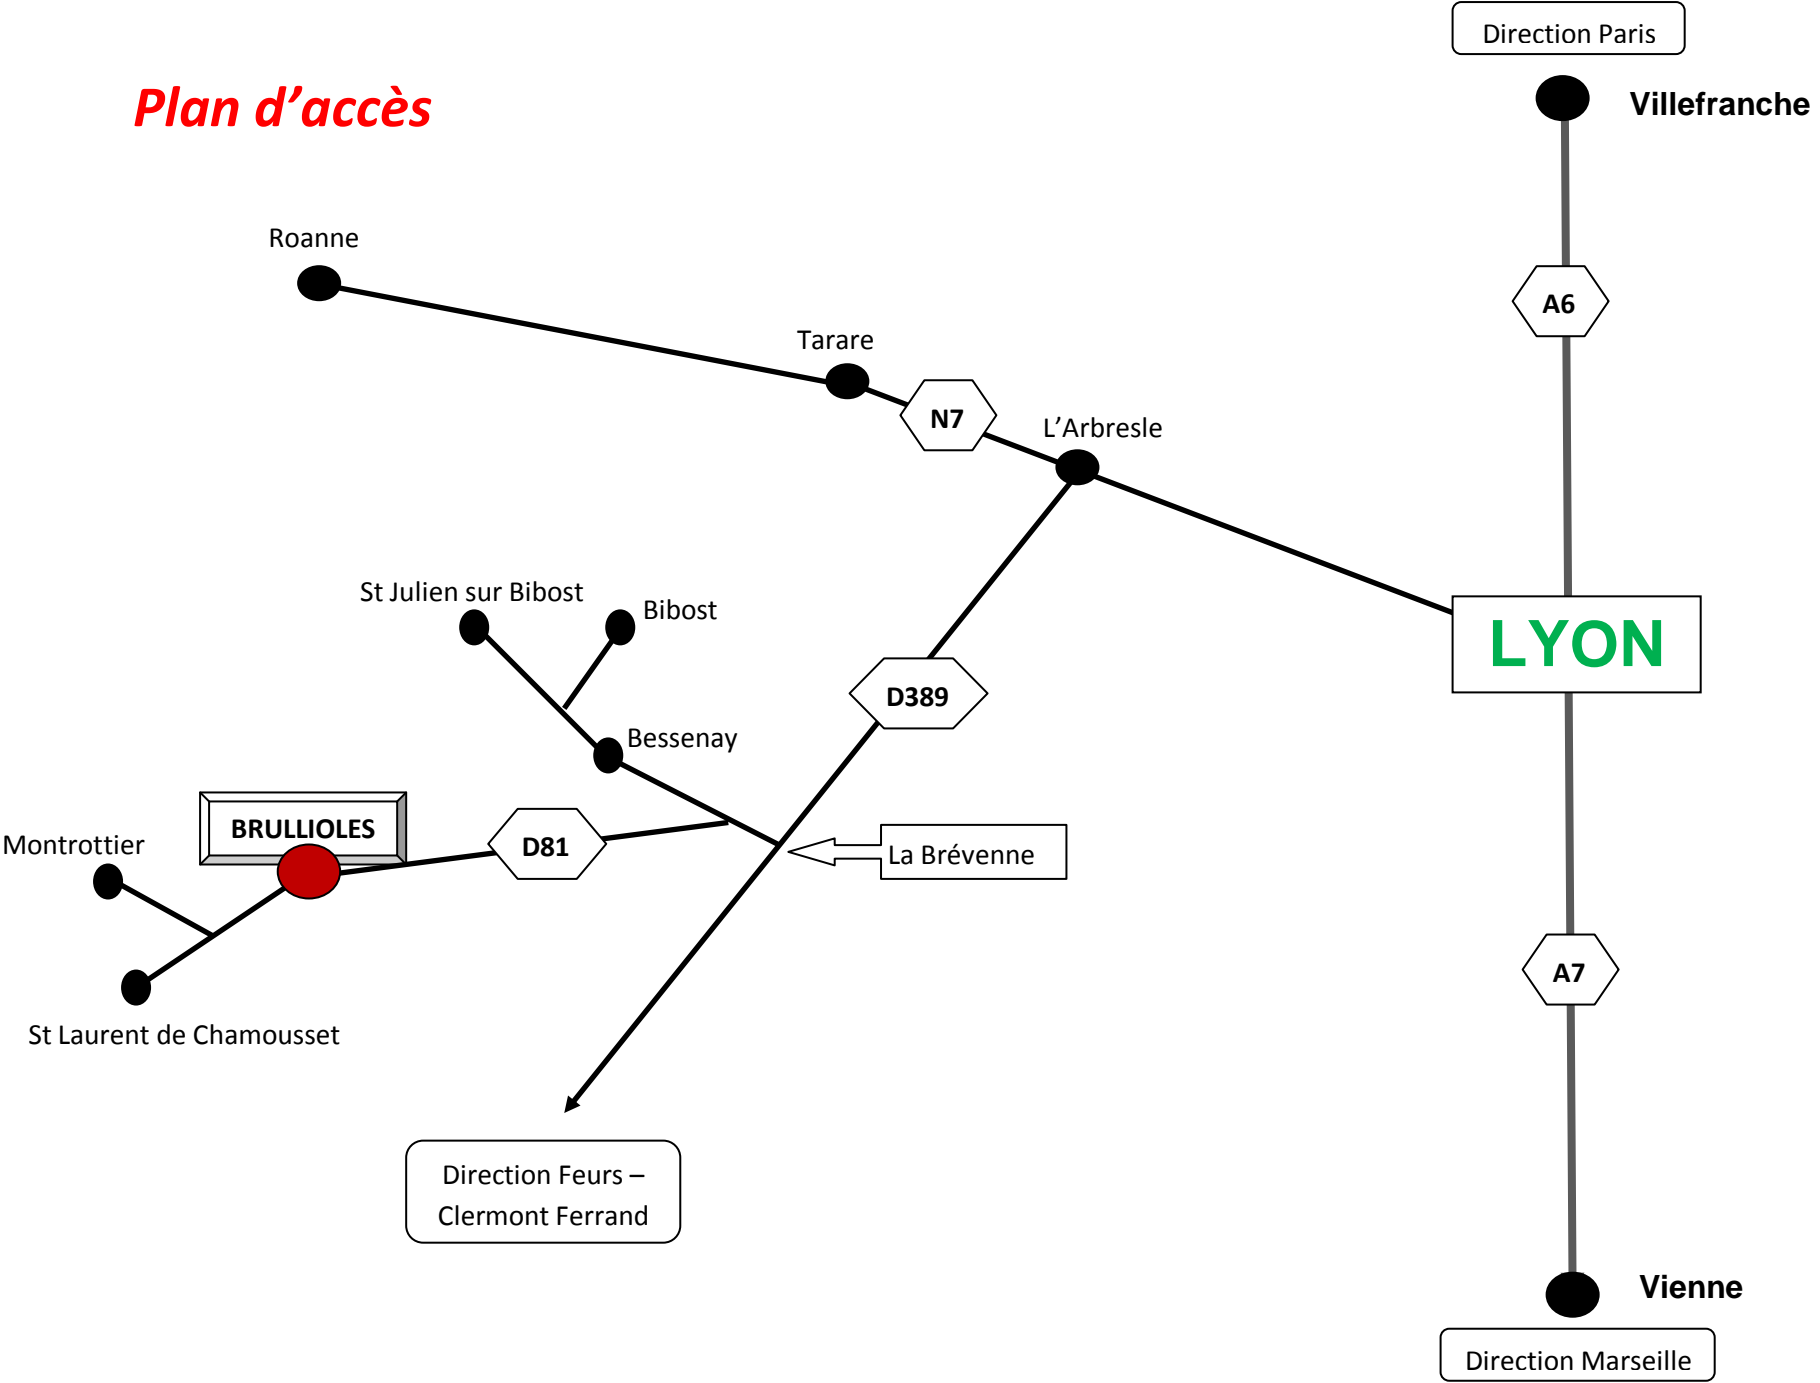 Direction Paris
Villefranche
Plan d’accès
Roanne
A6
Tarare
N7
L’Arbresle
St Julien sur Bibost
Bibost
LYON
D389
Bessenay
BRULLIOLES
D81
Montrottier
La Brévenne
A7
St Laurent de Chamousset
Direction Feurs –
Clermont Ferrand
Vienne
Direction Marseille